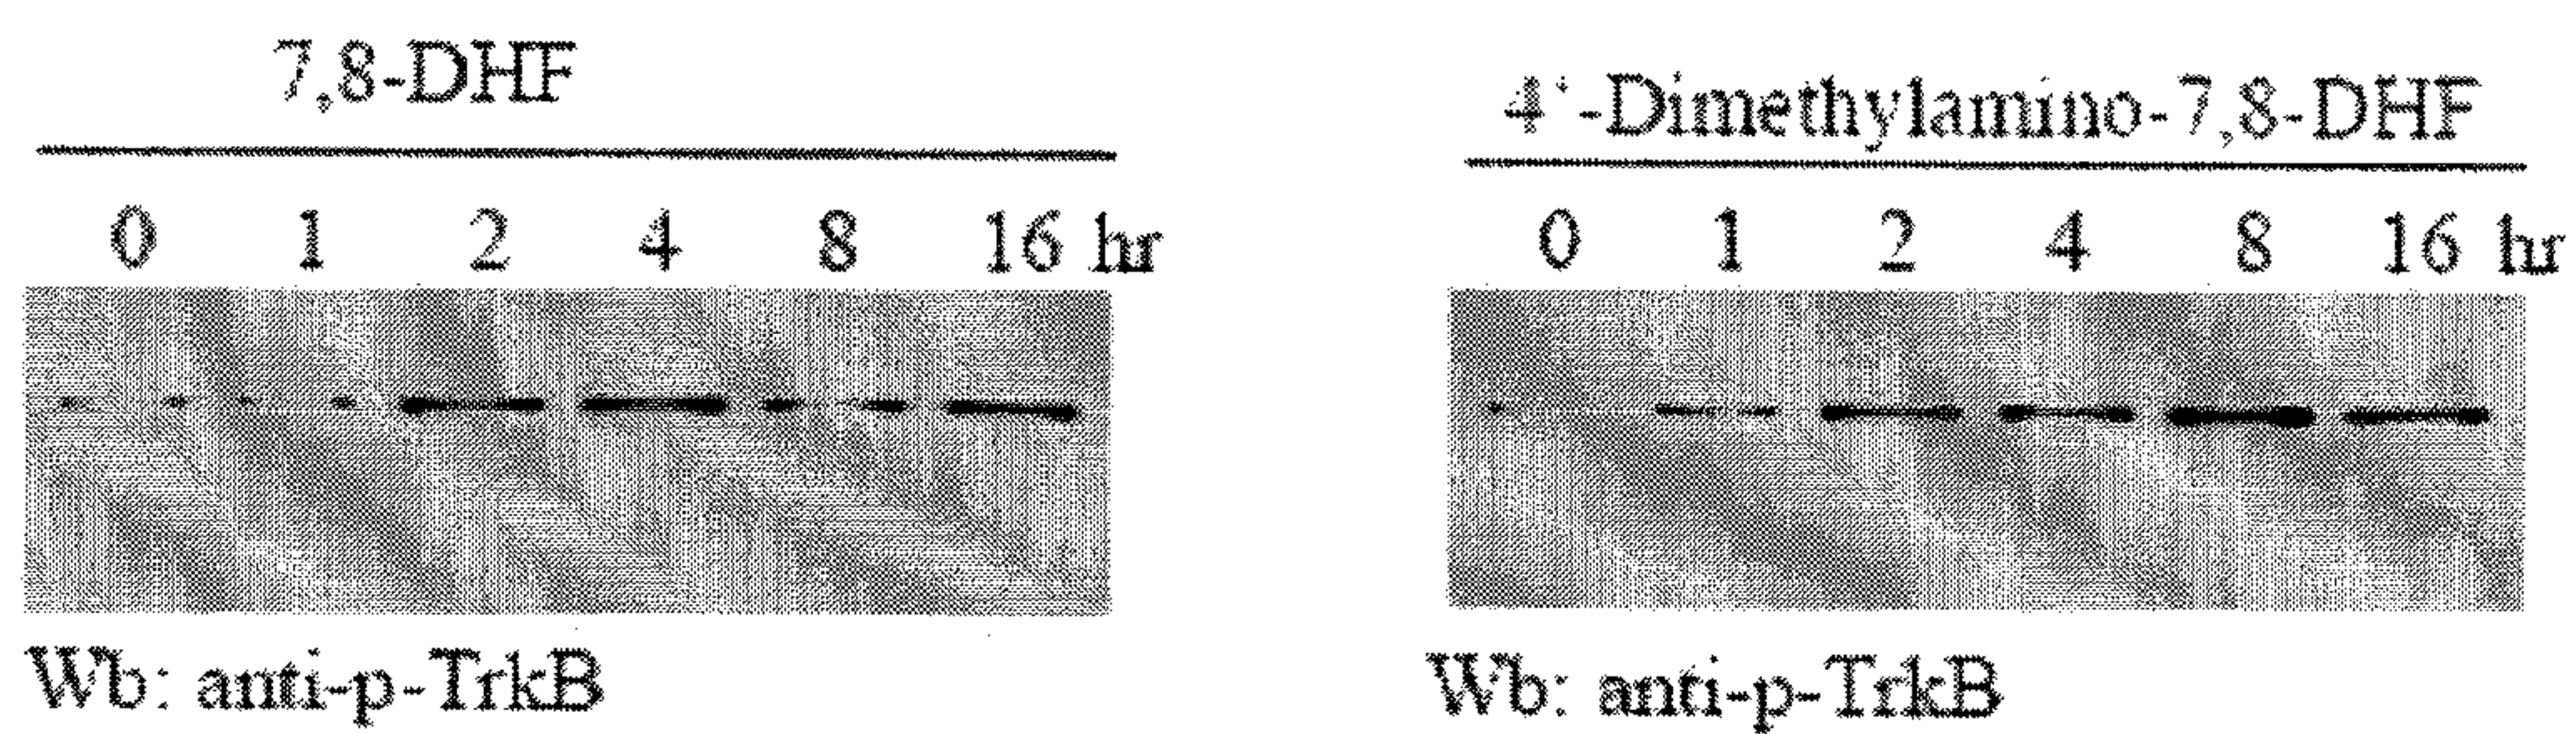 7,8-DHF
0 1 2 4 8 16 hr
Wb: anti-p-TrkB
4'-Dimethylamino-7,8-DHF
0 1 2 4 8 16 hr
Wb: anti-p-TrkB